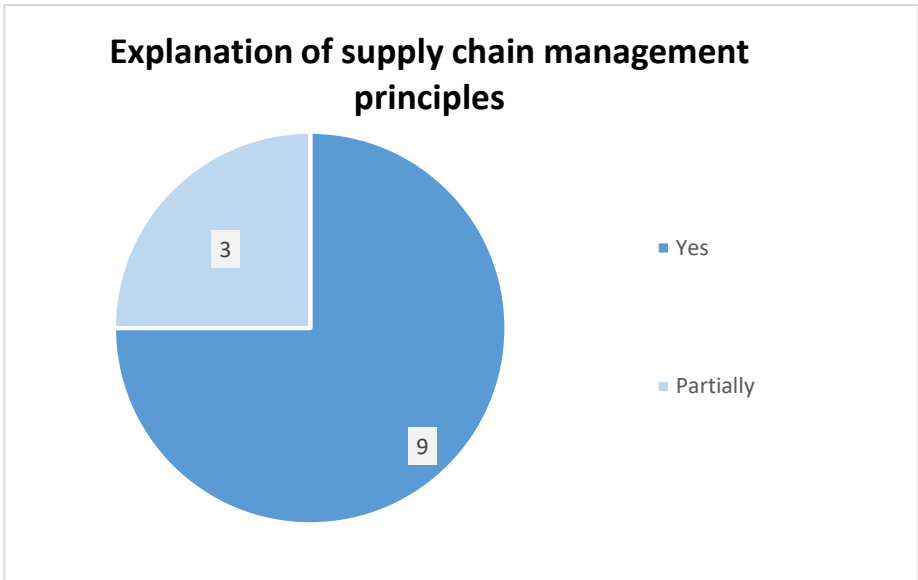 Explanation of supply chain management
principles
3
Yes
Partially
9